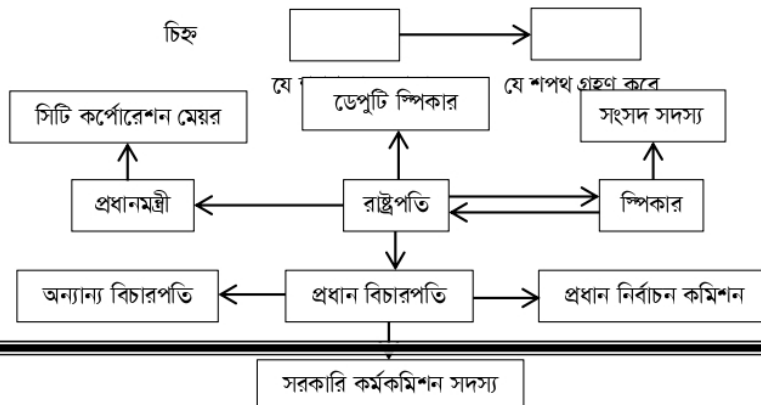 চিহ্ন
যে
যে শপথ গ্রহণ করে
সিটি কর্পোরেশন মেয়র
ডেপুটি স্পিকার
সংসদ সদস্য
প্রধানমন্ত্রী
রাষ্ট্রপতি
স্পিকার
অন্যান্য বিচারপতি
প্রধান বিচারপতি
প্রধান নির্বাচন কমিশন
সরকারি কর্মকমিশন সদস্য